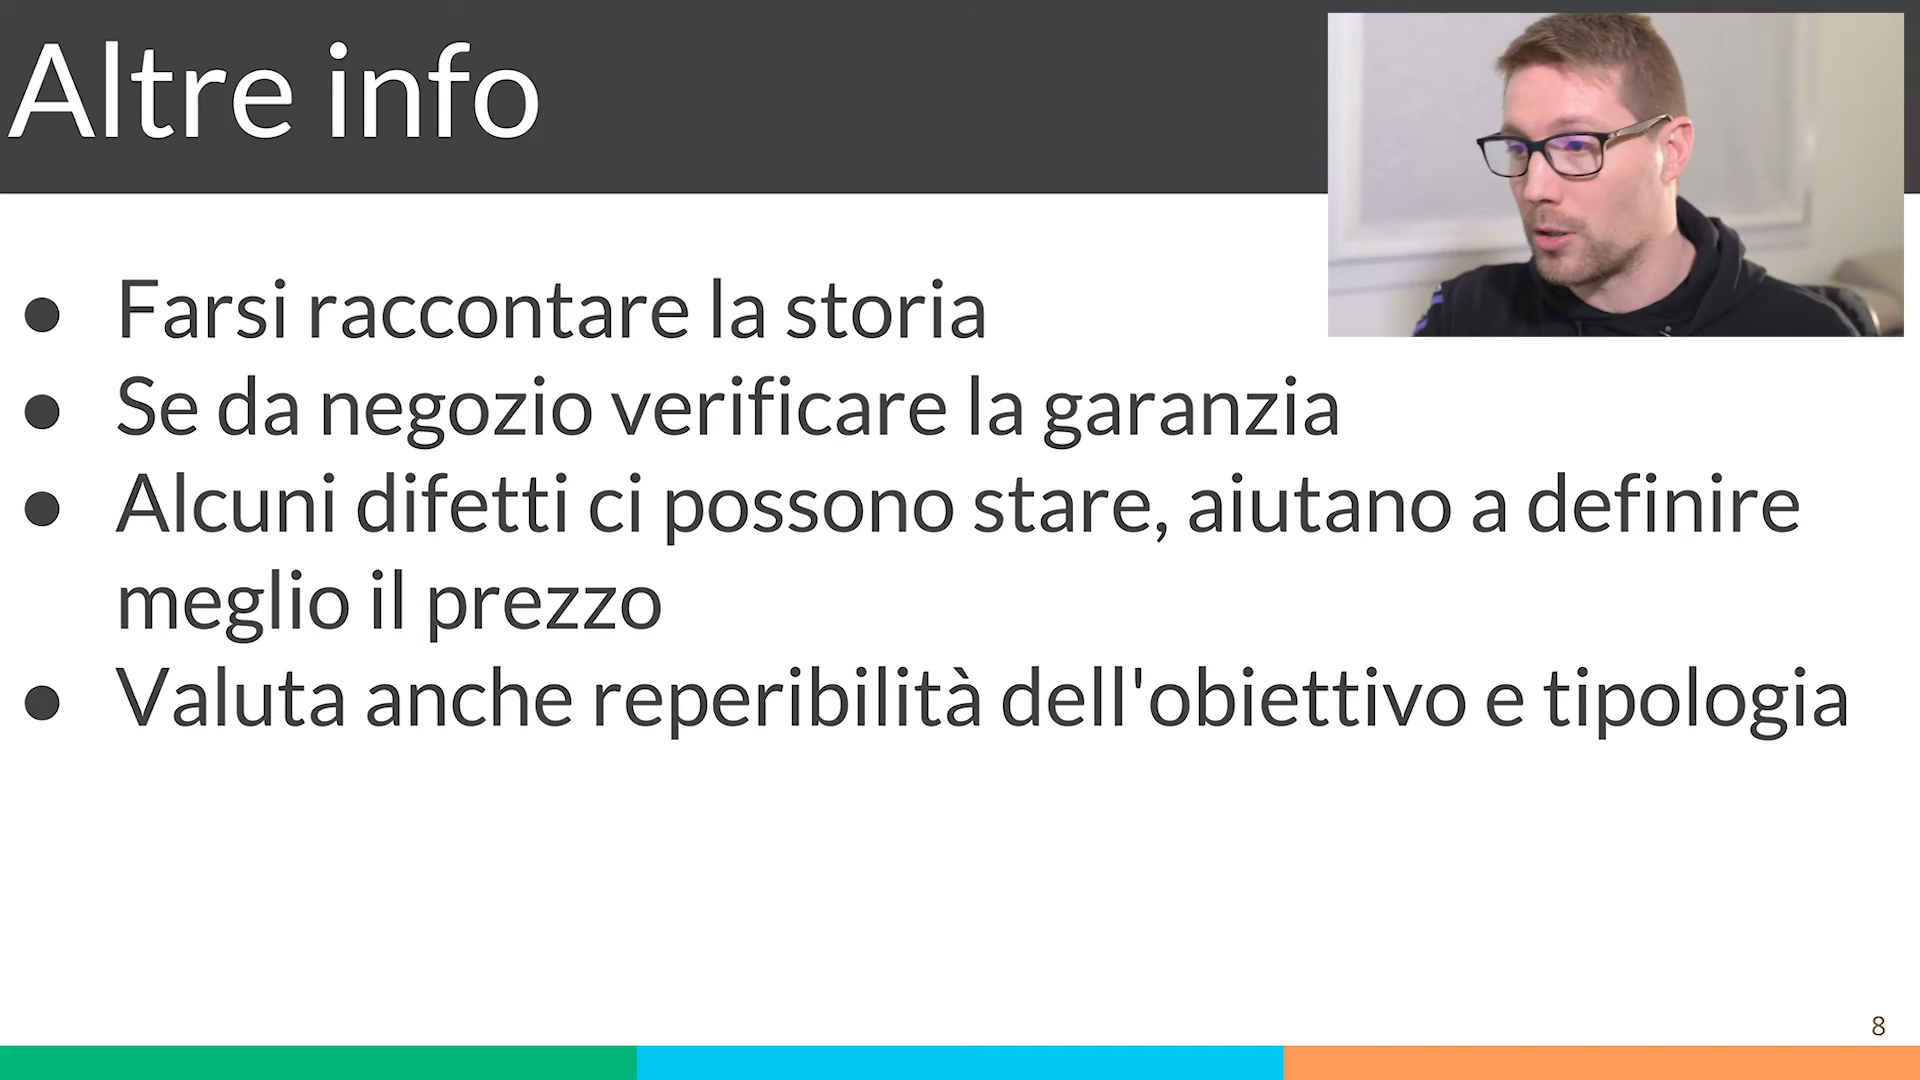 Altre info
● Farsi raccontare la storia
● Se da negozio verificare la garanzia
● Alcuni difetti ci possono stare, aiutano a definire
meglio il prezzo
● Valuta anche reperibilità dell'obiettivo e tipologia
8